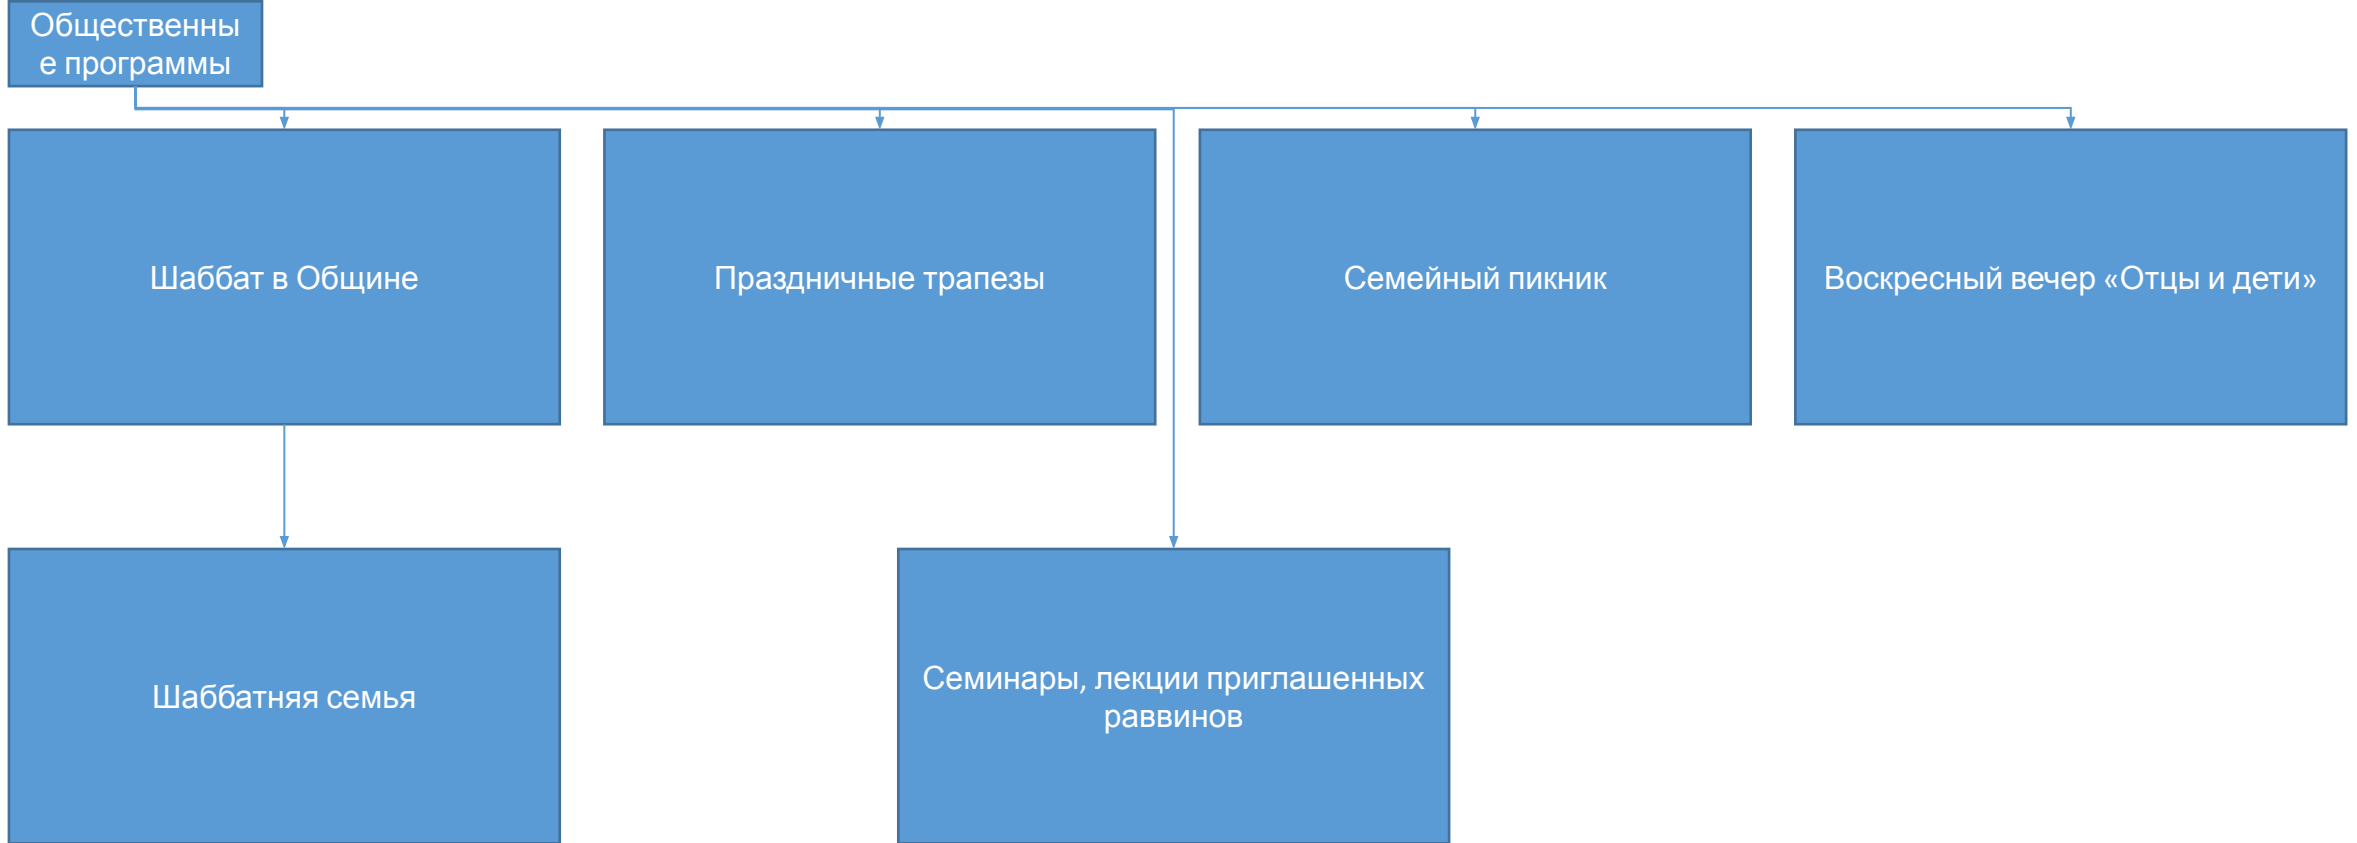 Общественны
е программы
Шаббат в Общине
Праздничные трапезы
Семейный пикник
Воскресный вечер «Отцы и дети»
Шаббатняя семья
Семинары, лекции приглашенных
раввинов